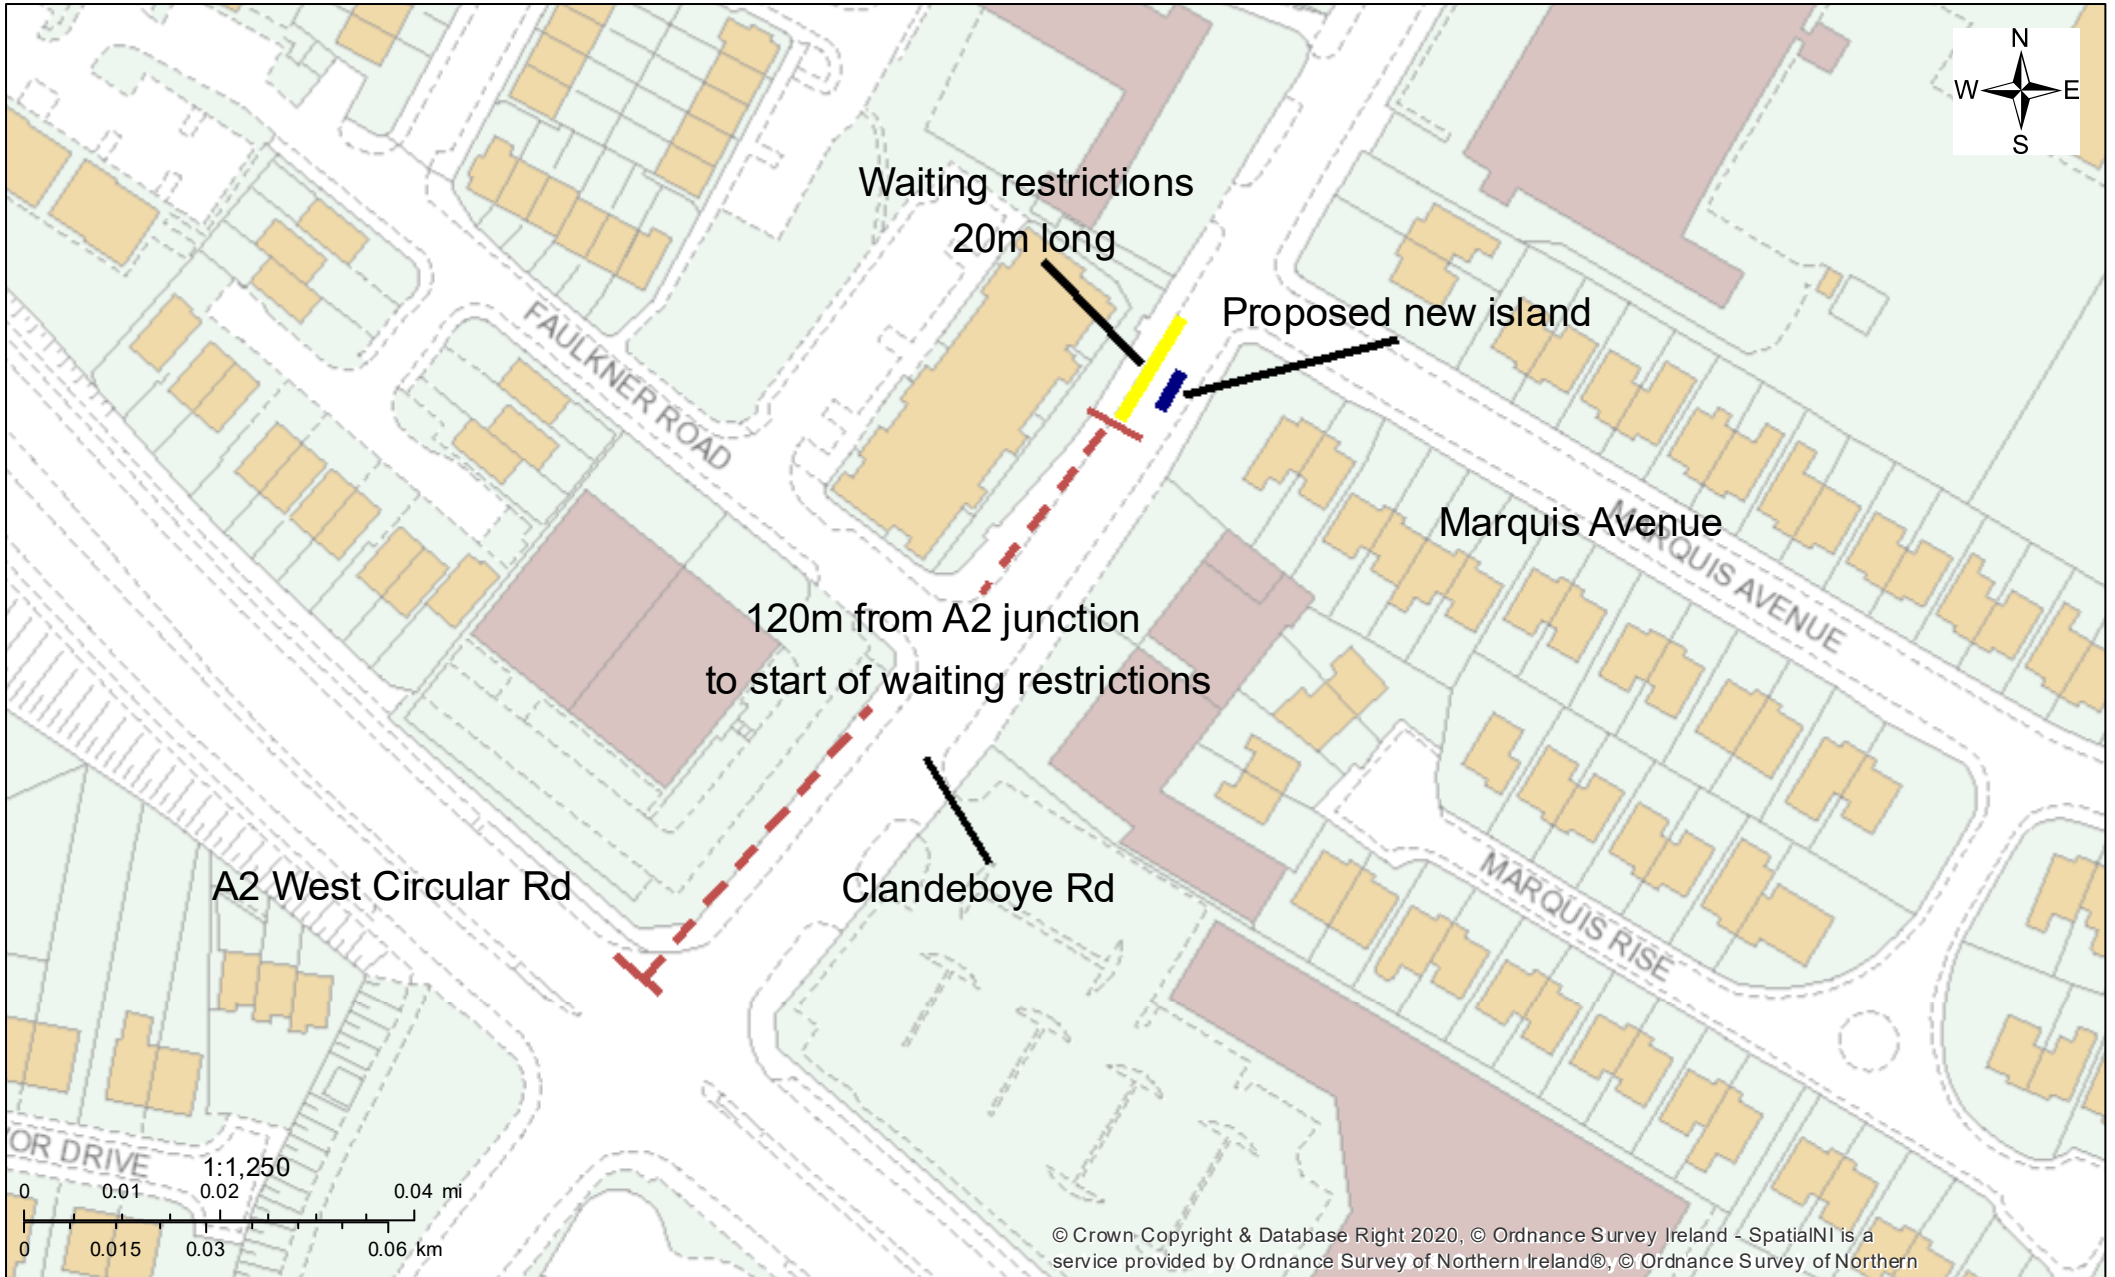 N
W E
S
Waiting restrictions
20m long
Proposed new island
FAULKNER ROAD
Marquis Avenue
MARQUIS AVENUE
120m from A2 junction
to start of waiting restrictions
A2 West Circular Rd
Clandeboye Rd
MARQUIS RISE
OR DRIVE
1:1,250
0 0.01 0.02 0.04 mi
0 0.015 0.03 0.06 km
© Crown Copyright & Database Right 2020, © Ordnance Survey Ireland - SpatialNI is a
service provided by Ordnance Survey of Northern Ireland®, © Ordnance Survey of Northern